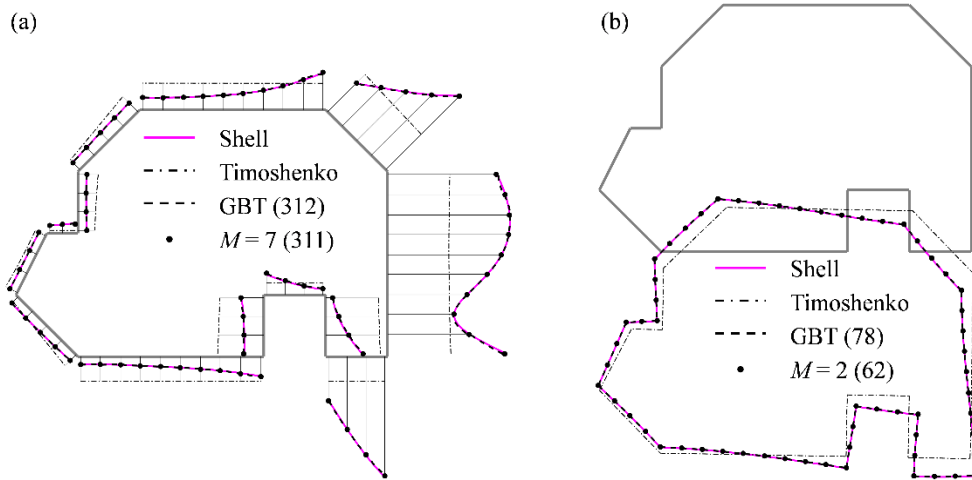 (a)
Shell
Timoshenko
GBT (312)
M = 7 (311)
(b)
Shell
Timoshenko
GBT (78)
M = 2 (62)